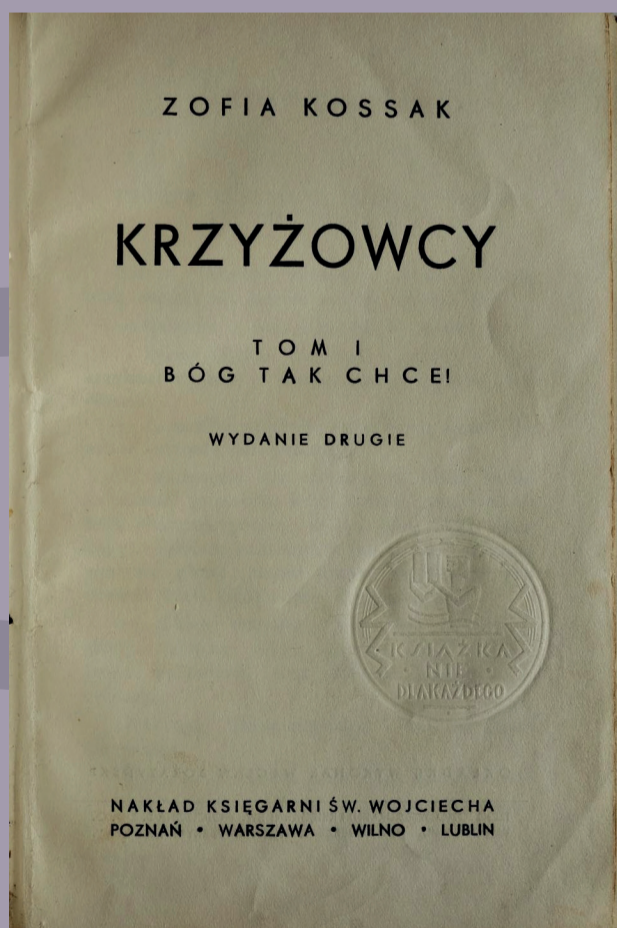 ZOFIA KOSSAK
KRZYŻOWCY
TOM I
BÓG TAK CHCE!
WYDANIE DRUGIE
KSIĄŻKA
NIE
DLA KAŻDEGO
NAKŁAD KSIĘGARNI ŚW. WOJCIECHA
POZNAŃ • WARSZAWA • WILNO • LUBLIN